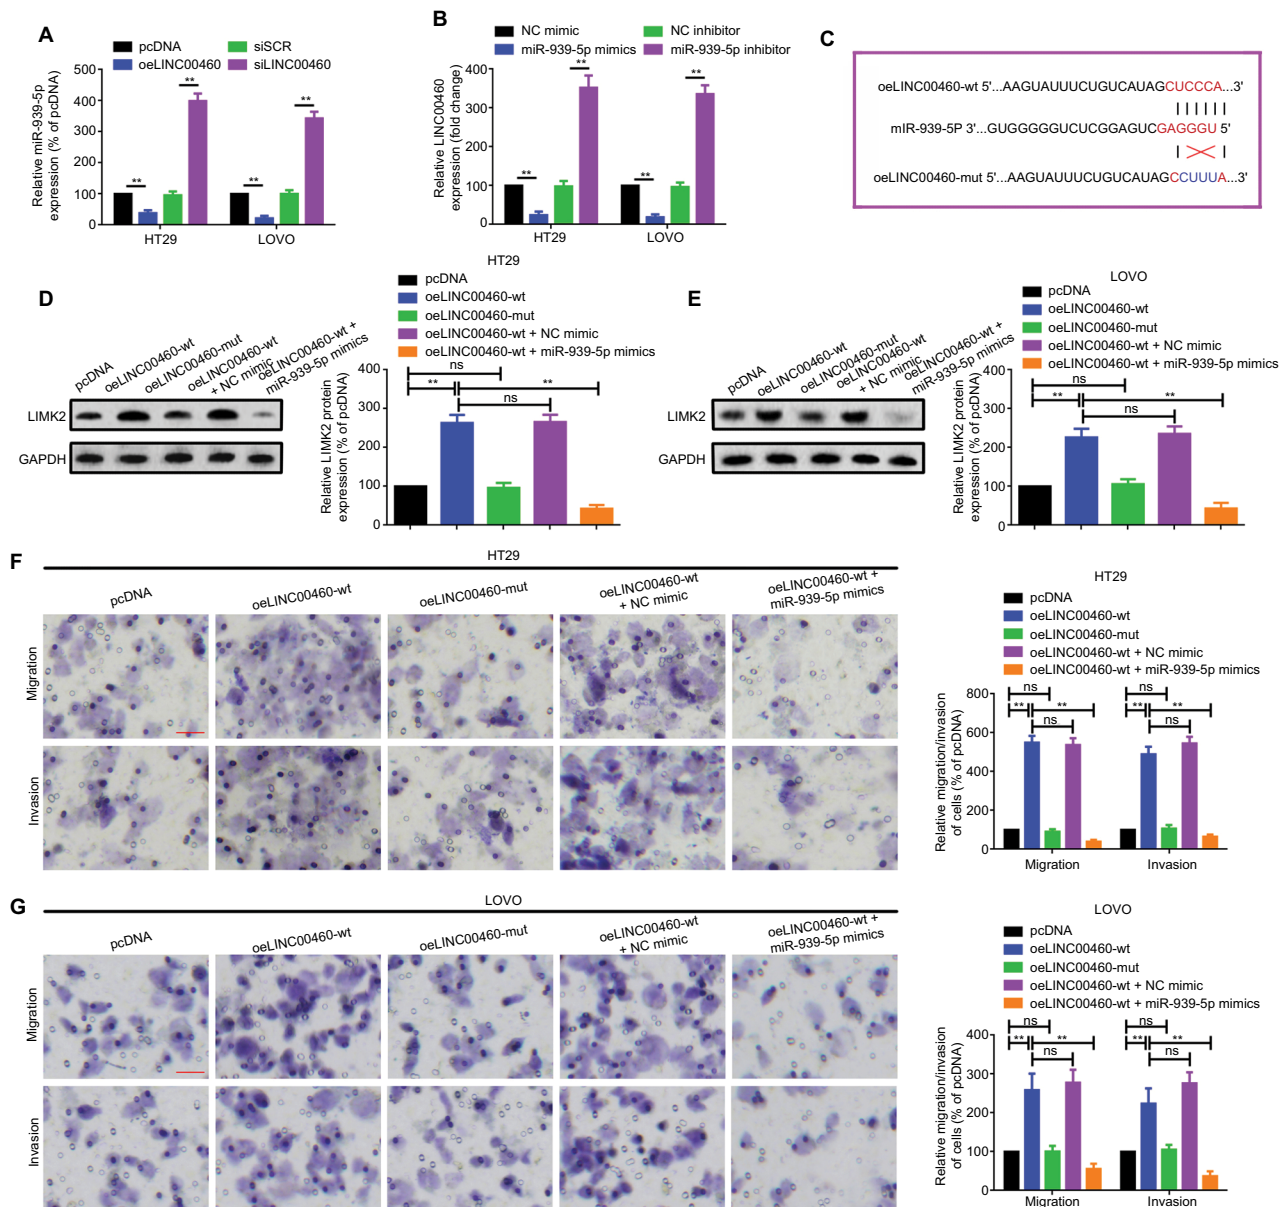 A
pcDNA
siSCR
oeLINC00460
siLINC00460
Relative miR-939-5p
expression (% of pcDNA)
500
400
300
200
100
0
**
**
**
**
HT29
LOVO
B
NC mimic
NC inhibitor
miR-939-5p mimics
miR-939-5p inhibitor
Relative LINC00460
expression (fold change)
400
300
200
100
0
**
**
**
**
HT29
LOVO
C
oeLINC00460-wt 5'...AAGUAUUUCUGUCAUAGCUCCCA...3'
mIR-939-5P 3'...GUGGGGGUCUCGGAGUCGAGGGU 5'
oeLINC00460-mut 5'...AAGUAUUUCUGUCAUAGCCUUUA...3'
D
pcDNA
oeLINC00460-wt
oeLINC00460-mut
oeLINC00460-wt
+ NC mimic
oeLINC00460-wt +
miR-939-5p mimics
LIMK2
GAPDH
HT29
pcDNA
oeLINC00460-wt
oeLINC00460-mut
oeLINC00460-wt + NC mimic
oeLINC00460-wt + miR-939-5p mimics
Relative LIMK2 protein
expression (% of pcDNA)
400
300
200
100
0
ns
**
**
ns
E
pcDNA
oeLINC00460-wt
oeLINC00460-mut
oeLINC00460-wt
+ NC mimic
oeLINC00460-wt +
miR-939-5p mimics
LIMK2
GAPDH
LOVO
pcDNA
oeLINC00460-wt
oeLINC00460-mut
oeLINC00460-wt + NC mimic
oeLINC00460-wt + miR-939-5p mimics
Relative LIMK2 protein
expression (% of pcDNA)
400
300
200
100
0
ns
**
**
ns
F
HT29
pcDNA
oeLINC00460-wt
oeLINC00460-mut
oeLINC00460-wt
+ NC mimic
oeLINC00460-wt +
miR-939-5p mimics
Migration
Invasion
HT29
pcDNA
oeLINC00460-wt
oeLINC00460-mut
oeLINC00460-wt + NC mimic
oeLINC00460-wt + miR-939-5p mimics
Relative migration/invasion
of cells (% of pcDNA)
800
600
400
200
0
ns
**
**
ns
ns
**
**
ns
Migration
Invasion
G
LOVO
pcDNA
oeLINC00460-wt
oeLINC00460-mut
oeLINC00460-wt
+ NC mimic
oeLINC00460-wt +
miR-939-5p mimics
Migration
Invasion
LOVO
pcDNA
oeLINC00460-wt
oeLINC00460-mut
oeLINC00460-wt + NC mimic
oeLINC00460-wt + miR-939-5p mimics
Relative migration/invasion
of cells (% of pcDNA)
400
300
200
100
0
ns
**
**
ns
ns
**
**
ns
Migration
Invasion